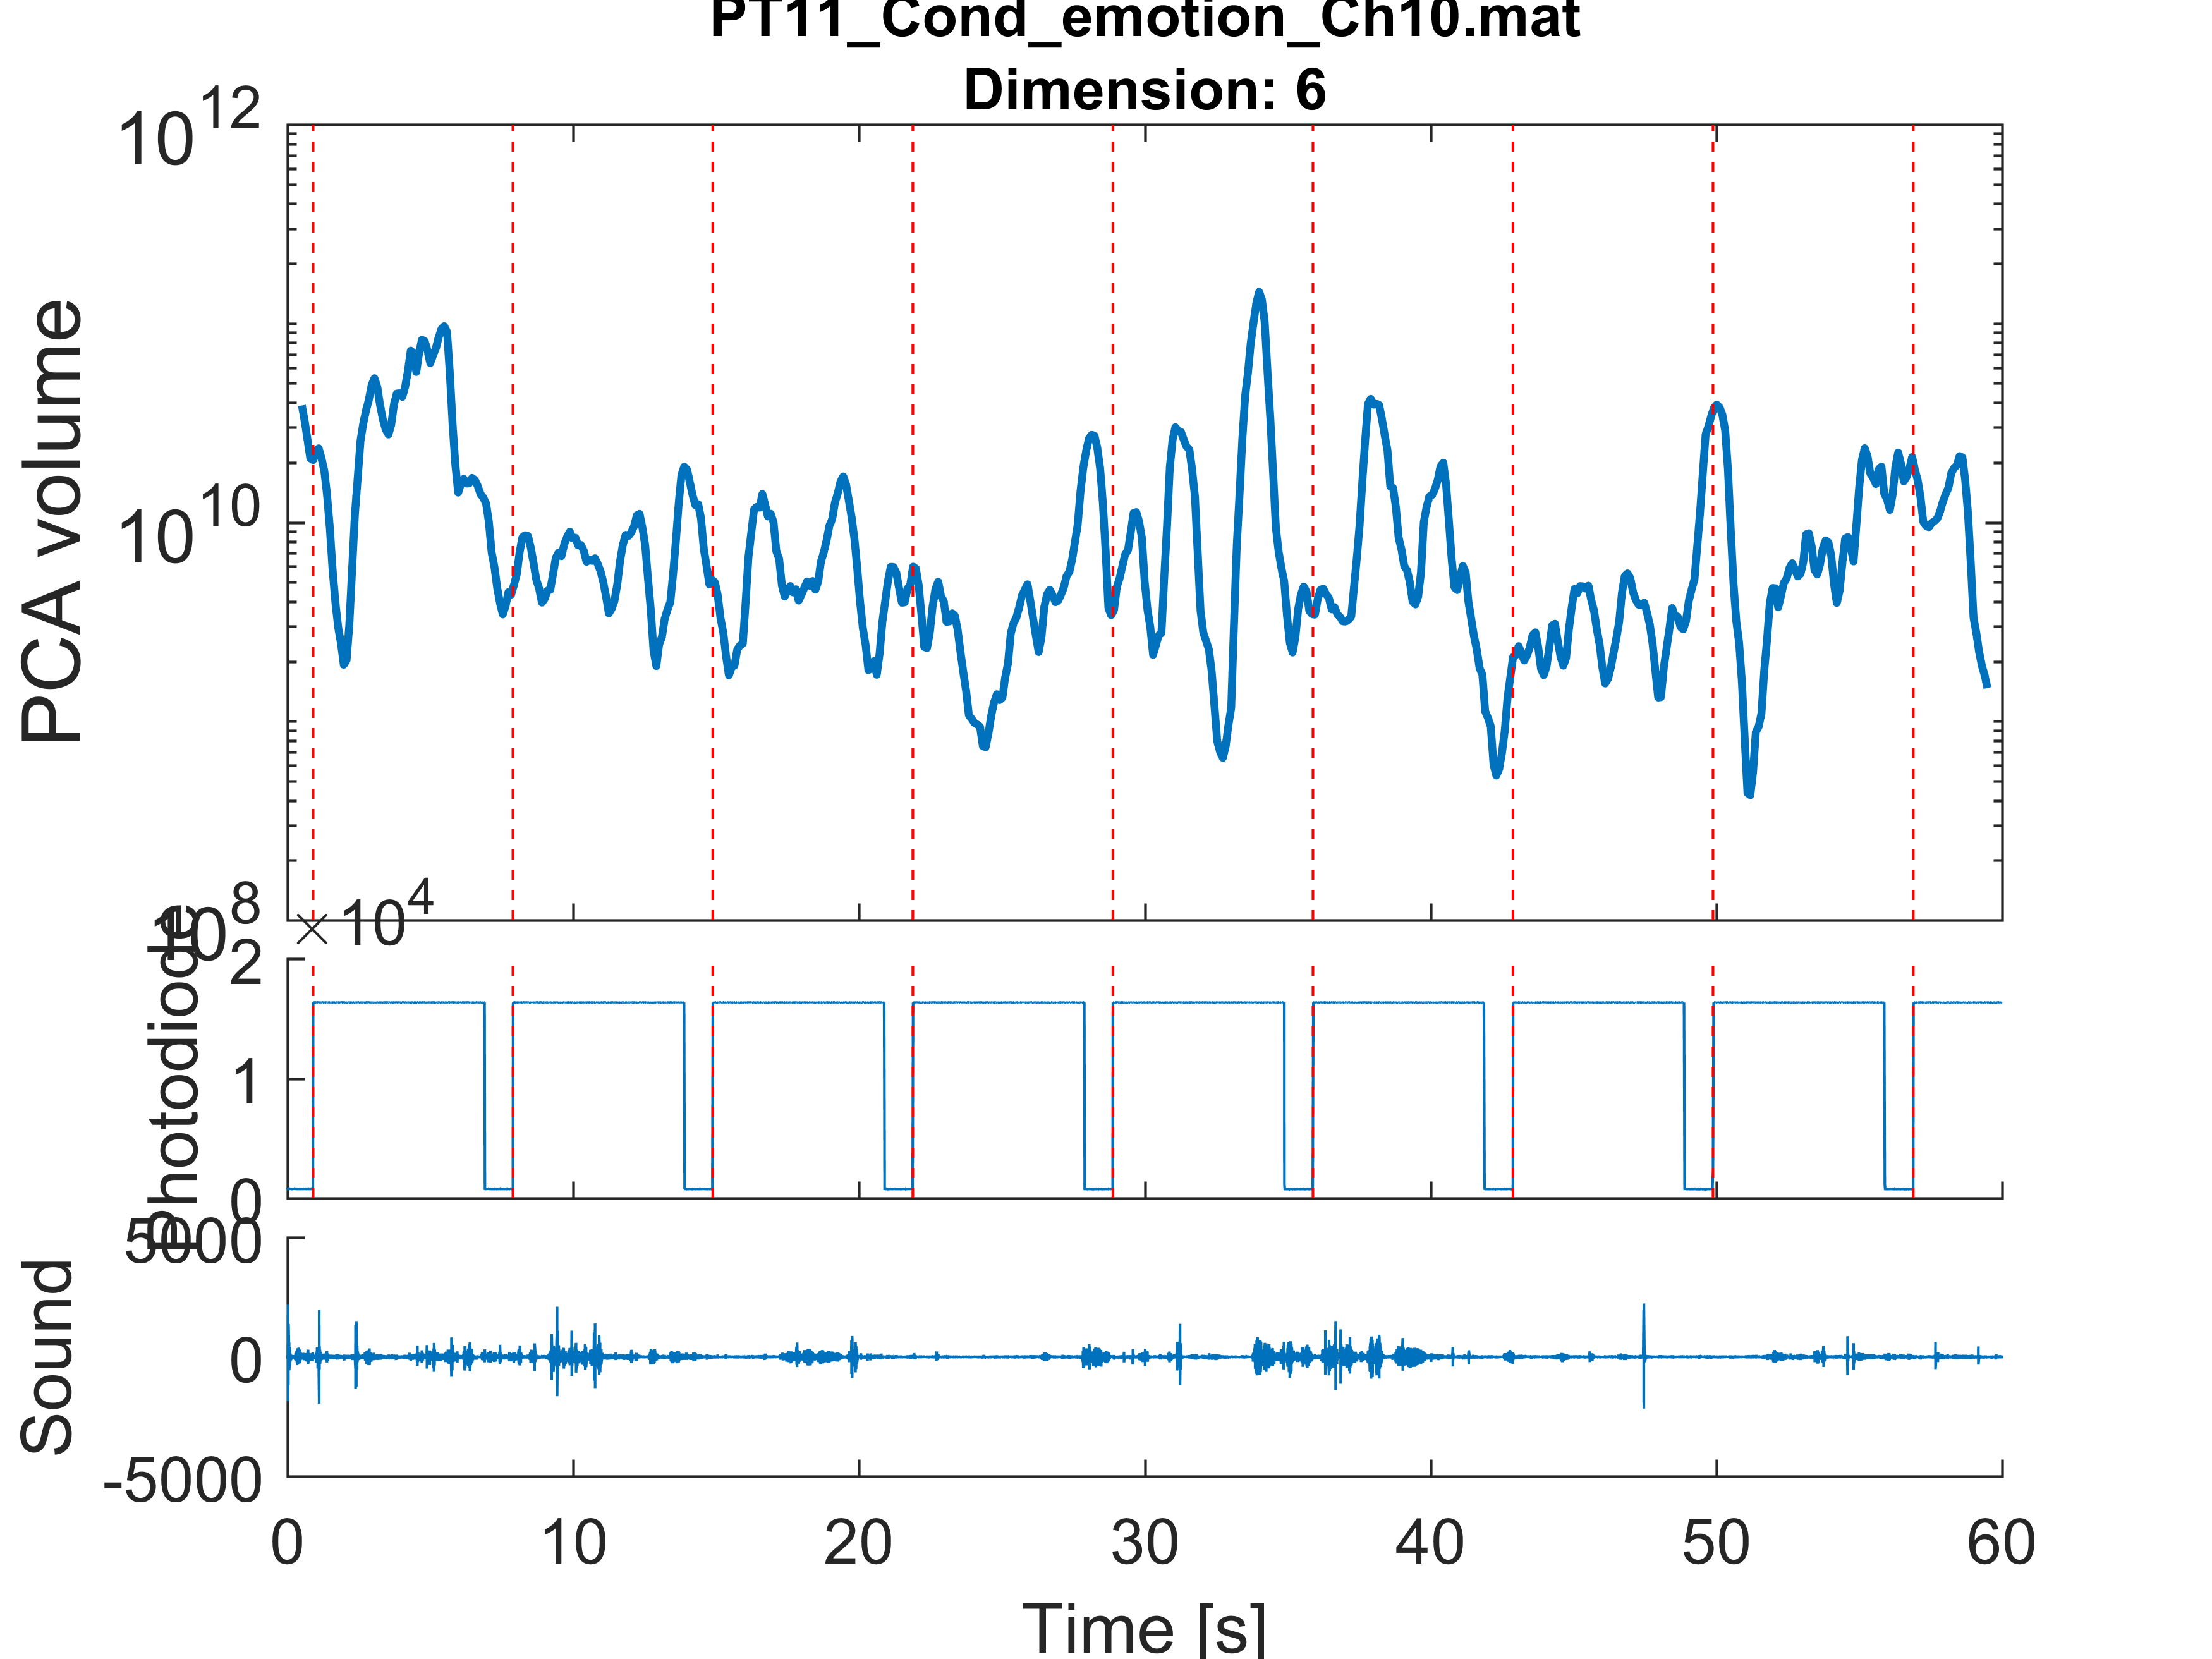 PT11_Cond_emotion_Ch10.mat
Dimension: 6
10^12
10^10
10^8
PCA volume
×10^4
2
1
0
Photodiode
5000
0
-5000
Sound
0 10 20 30 40 50 60
Time [s]